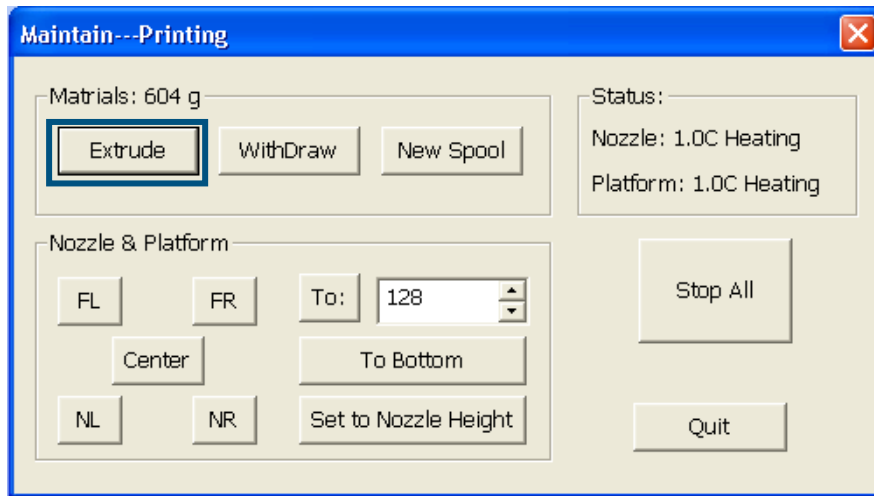 Maintain---Printing
Matrials: 604 g
Extrude WithDraw New Spool
Status:
Nozzle: 1.0C Heating
Platform: 1.0C Heating
Nozzle & Platform
FL FR To: 128
Center To Bottom
NL NR Set to Nozzle Height
Stop All
Quit